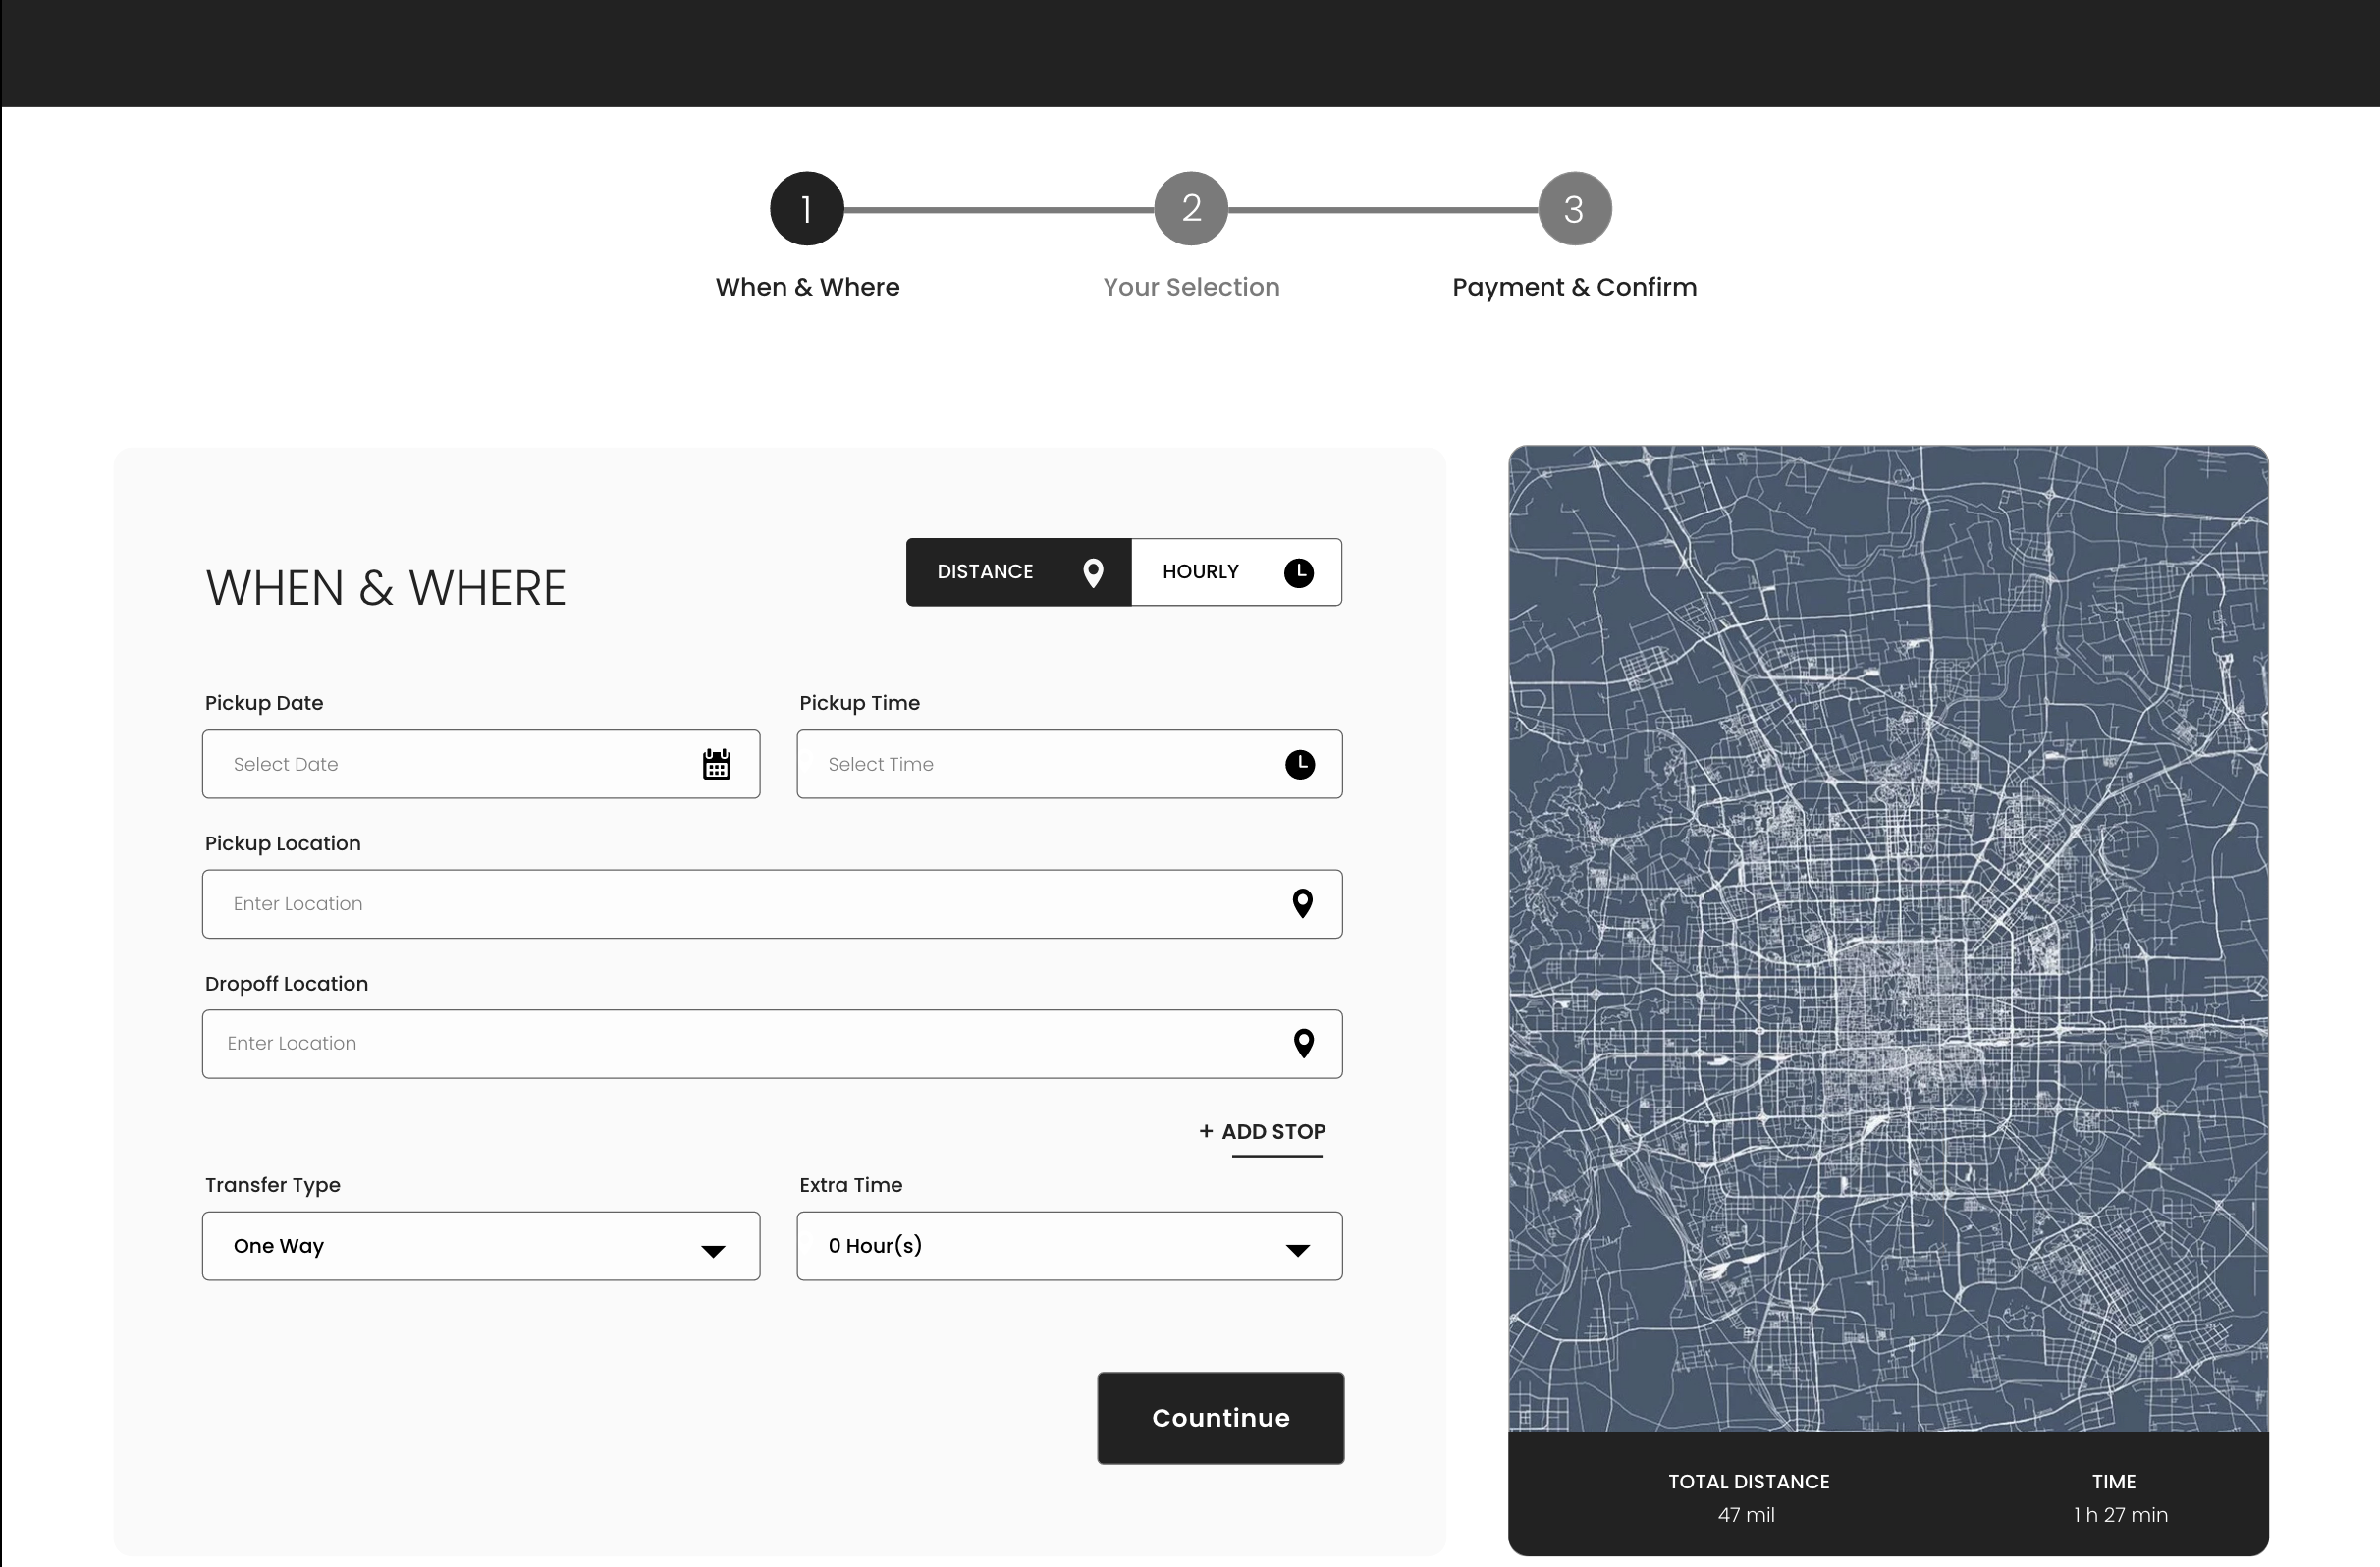 1
2
3
When & Where
Your Selection
Payment & Confirm
WHEN & WHERE
DISTANCE
HOURLY
Pickup Date
Pickup Time
Select Date
Select Time
Pickup Location
Enter Location
Dropoff Location
Enter Location
+ ADD STOP
Transfer Type
Extra Time
One Way
0 Hour(s)
Countinue
TOTAL DISTANCE
TIME
47 mil
1 h 27 min